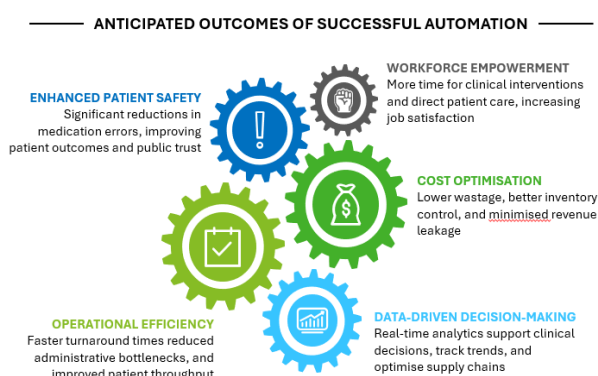 ANTICIPATED OUTCOMES OF SUCCESSFUL AUTOMATION
WORKFORCE EMPOWERMENT
More time for clinical interventions
and direct patient care, increasing
job satisfaction
ENHANCED PATIENT SAFETY
Significant reductions in
medication errors, improving
patient outcomes and public trust
COST OPTIMISATION
Lower wastage, better inventory
control, and minimised revenue
leakage
OPERATIONAL EFFICIENCY
Faster turnaround times reduced
administrative bottlenecks, and
improved patient throughput
DATA-DRIVEN DECISION-MAKING
Real-time analytics support clinical
decisions, track trends, and
optimise supply chains